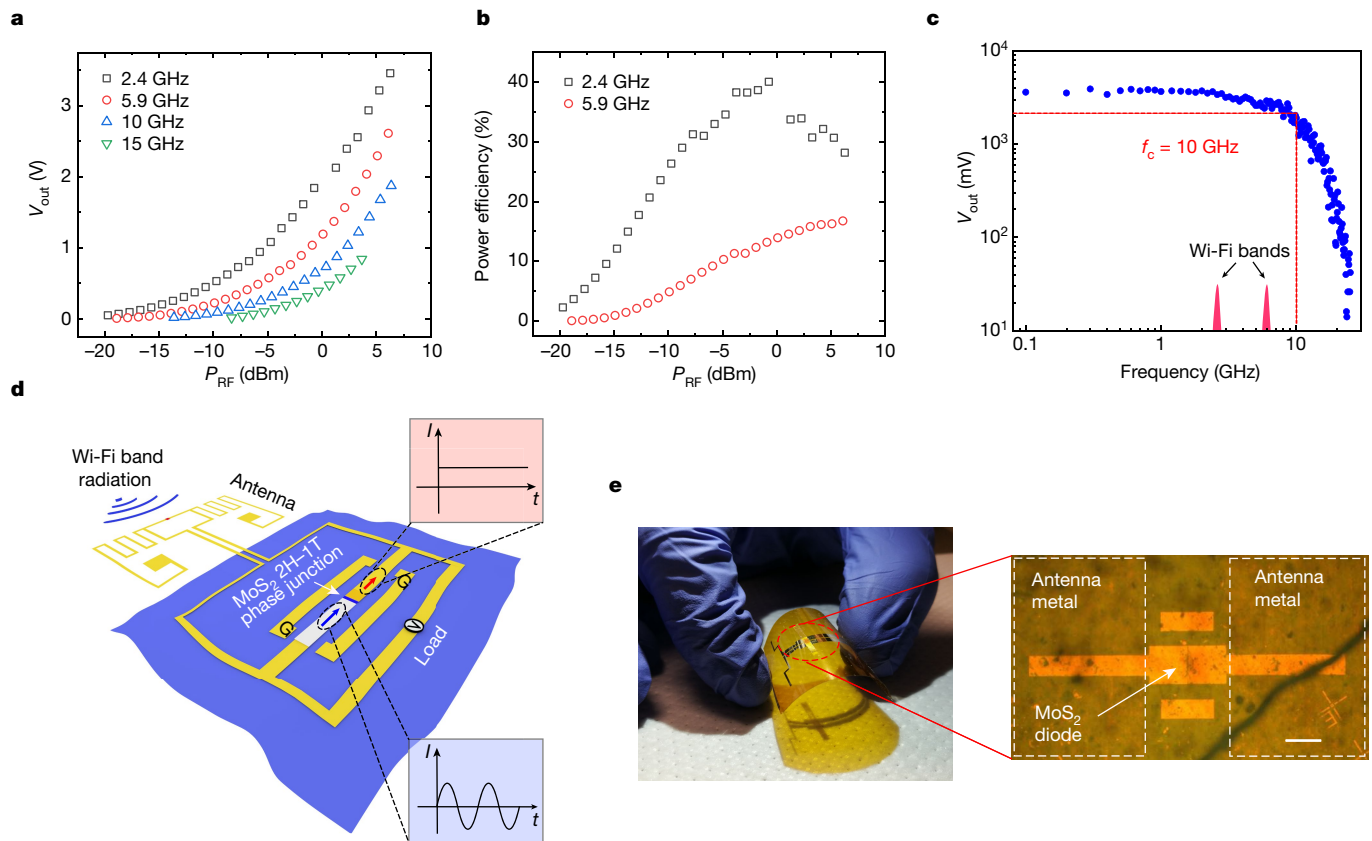 a
3
2
1
0
V_out (V)
2.4 GHz
5.9 GHz
10 GHz
15 GHz
−20 −15 −10 −5 0 5 10
P_RF (dBm)
b
40
30
20
10
0
Power efficiency (%)
2.4 GHz
5.9 GHz
−20 −15 −10 −5 0 5 10
P_RF (dBm)
c
10^4
10^3
10^2
10^1
V_out (mV)
f_c = 10 GHz
Wi-Fi bands
0.1 1 10
Frequency (GHz)
d
Wi-Fi band
radiation
Antenna
MoS2 2H-1T
phase junction
G
G
V
Load
I
t
I
t
e
Antenna
metal
Antenna
metal
MoS2
diode